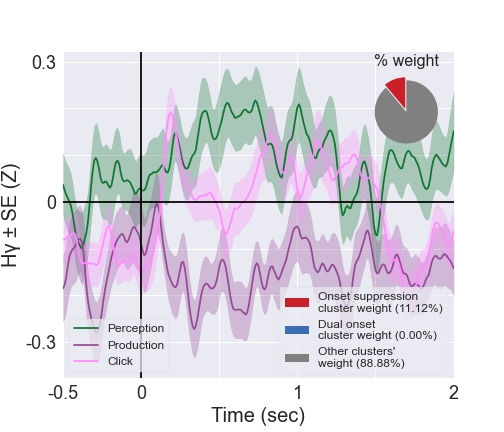 % weight
0.3
0
-0.3
Hγ ± SE (Z)
Onset suppression
cluster weight (11.12%)
Dual onset
cluster weight (0.00%)
Other clusters'
weight (88.88%)
Perception
Production
Click
-0.5
0
1
2
Time (sec)